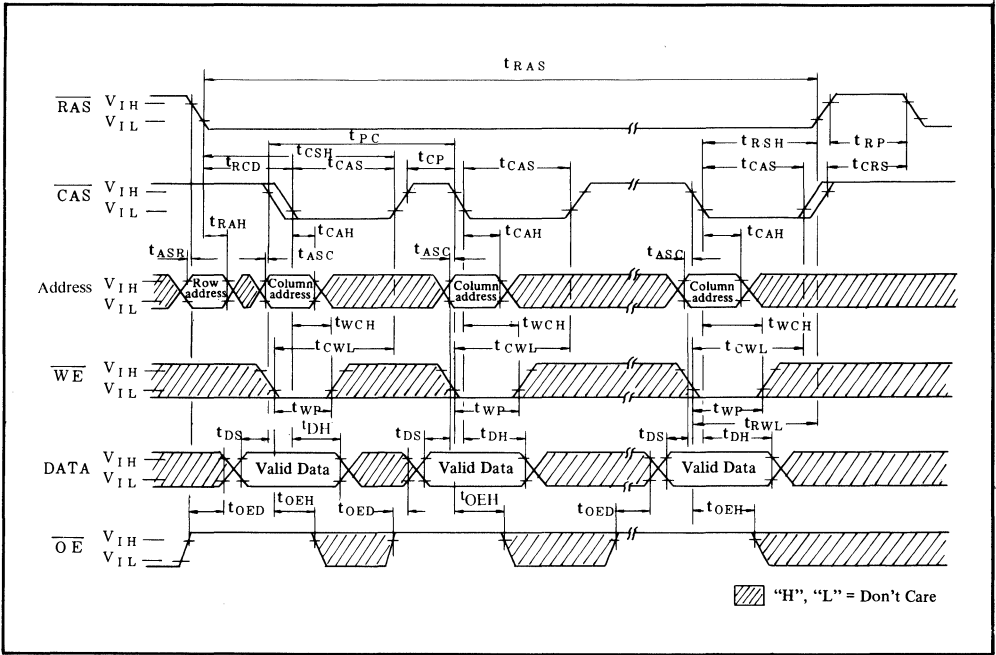 tRAS
RAS VIH
VIL
tPC
tCSH
tRSH
tRP
tRCD tCAS tCP tCAS tCAS tCRS
CAS VIH
VIL
tRAH tCAH tCAH tCAH
tASR tASC tASC tASC
Address VIH
VIL
Row address
Column address
Column address
Column address
tWCH tWCH tWCH
tCWL tCWL tCWL
WE VIH
VIL
tWP tWP tWP
tRWL
tDS tDH tDS tDH tDS tDH
DATA VIH
VIL
Valid Data Valid Data Valid Data
tOED tOEH tOED tOEH tOED tOEH
OE VIH
VIL
"H", "L" = Don't Care